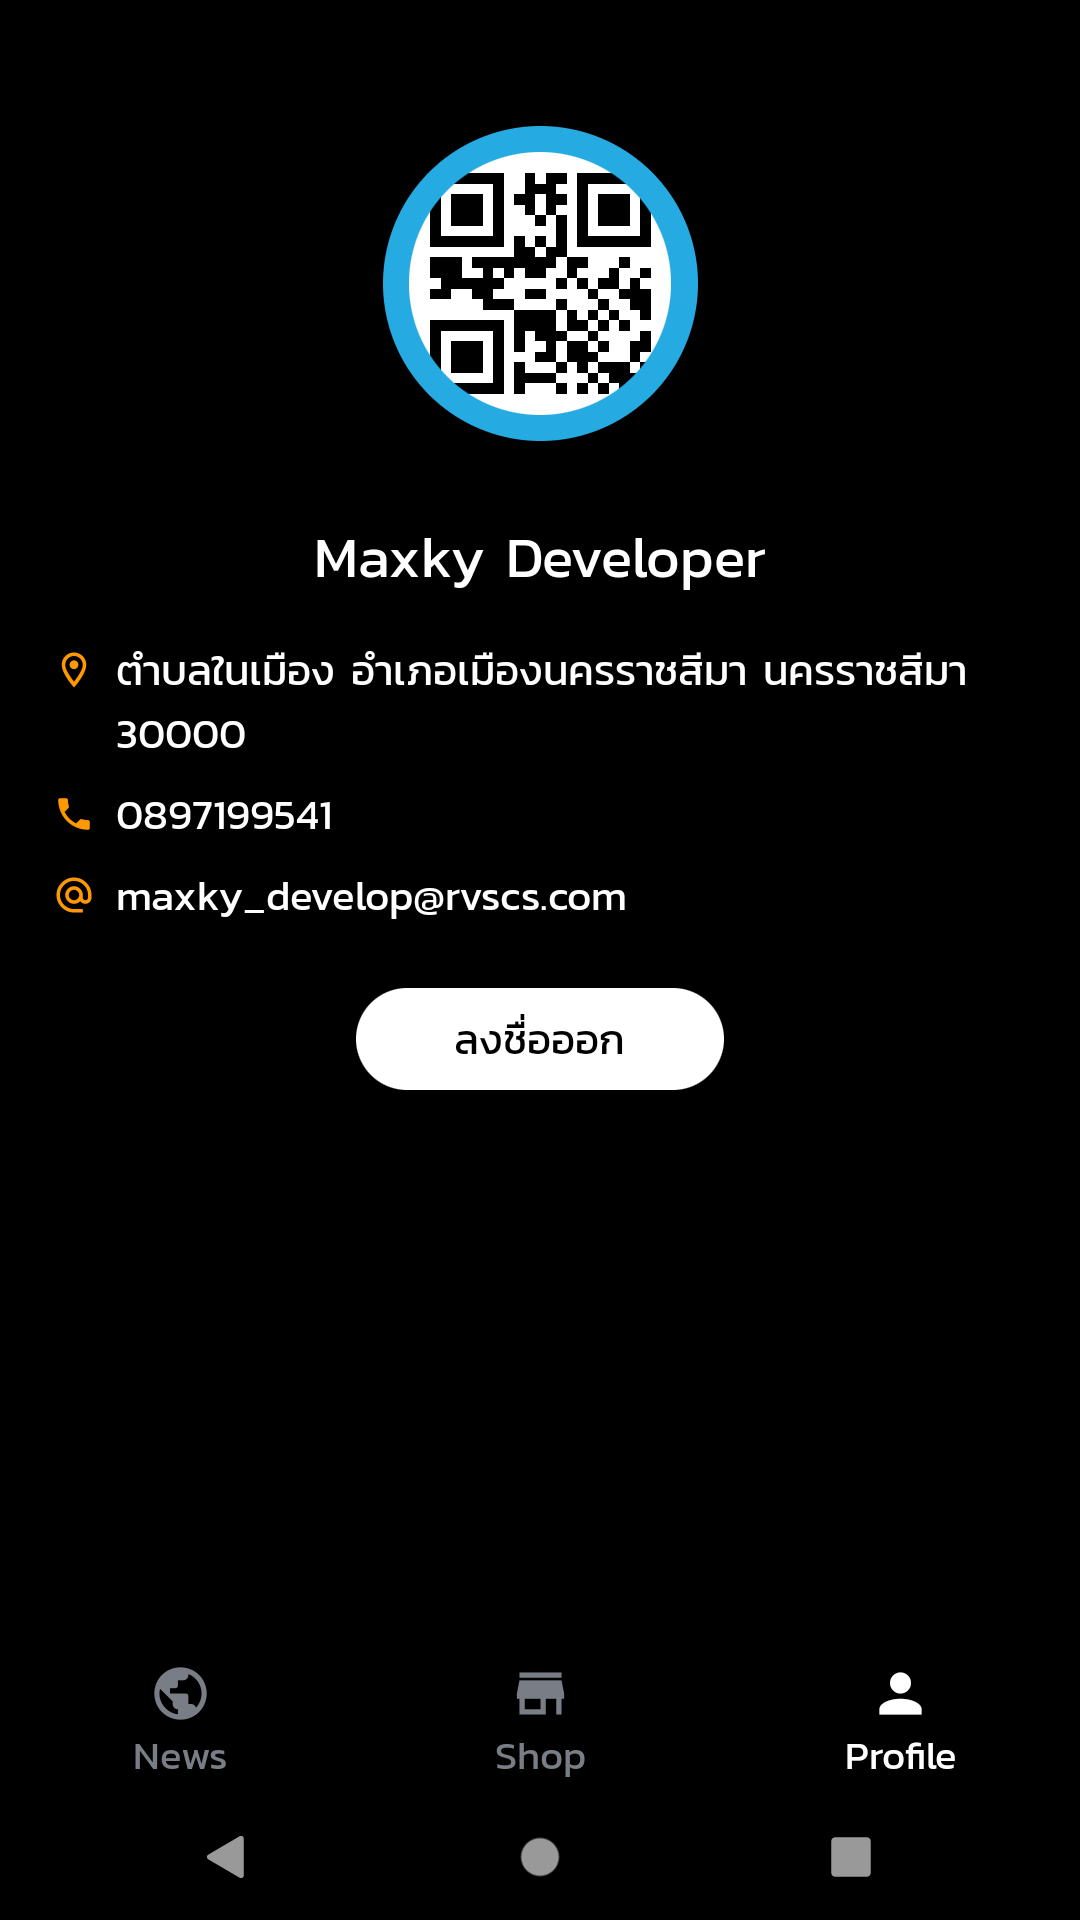 Maxky Developer
ตำบลในเมือง อำเภอเมืองนครราชสีมา นครราชสีมา
30000
0897199541
maxky_develop@rvscs.com
ลงชื่อออก
News
Shop
Profile